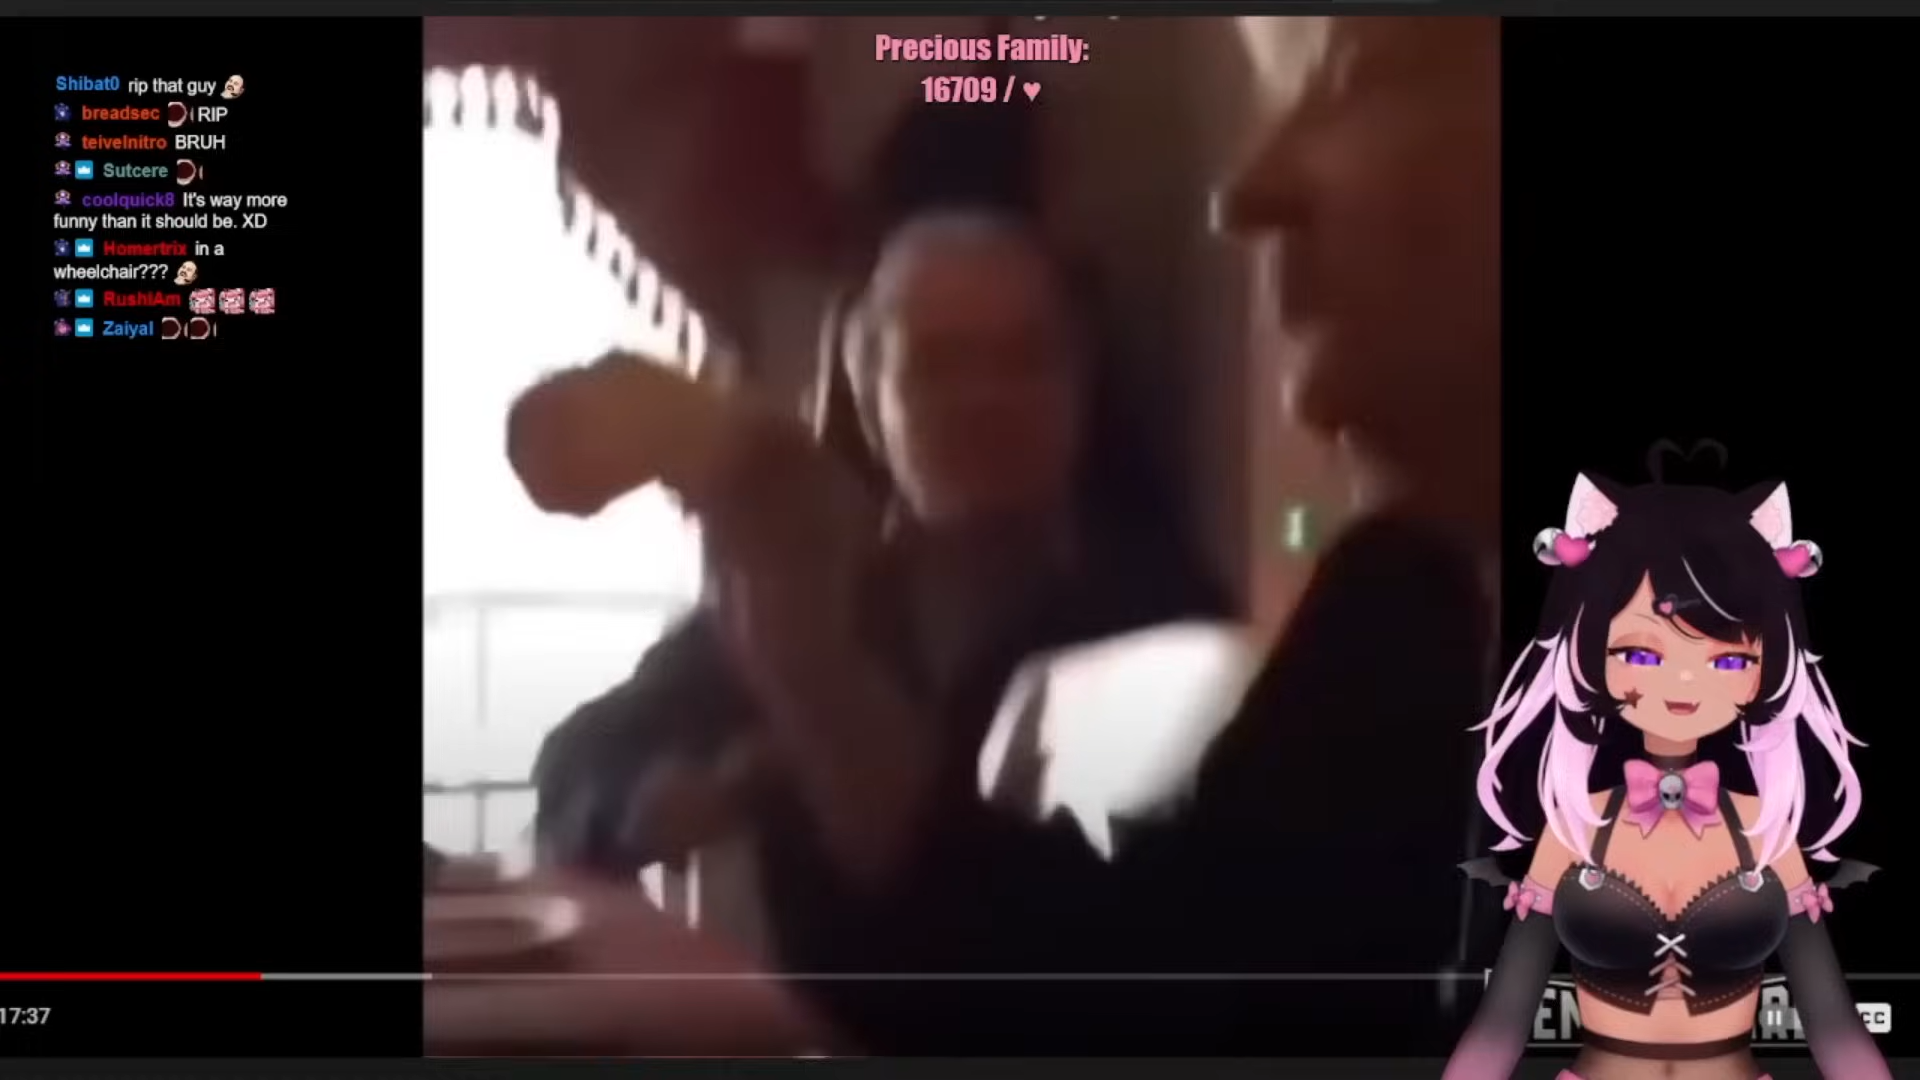 Precious Family:
16709 / ♥
Shibat0 rip that guy
breadsec RIP
teivelnitro BRUH
Sutcere
coolquick8 It's way more
funny than it should be. XD
Homertrix in a
wheelchair???
RushIAm
Zaiyal
17:37
CC